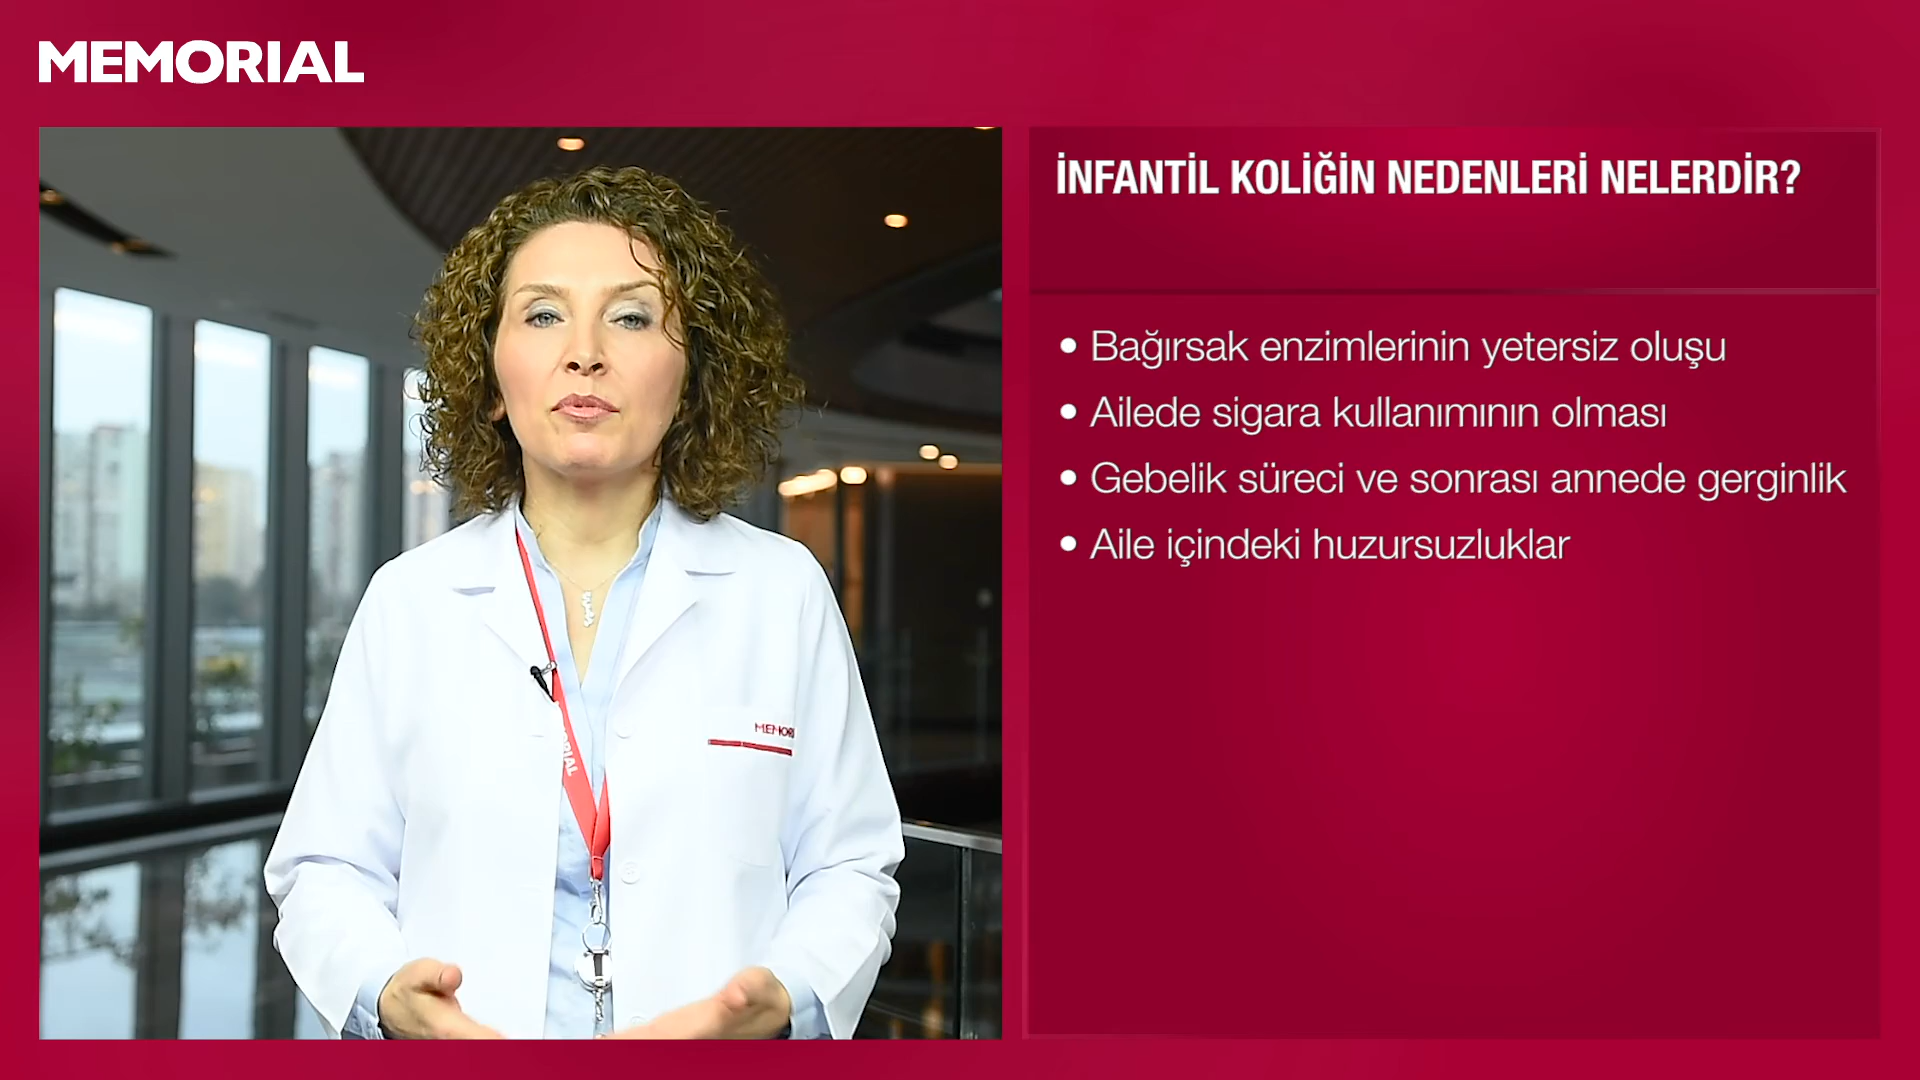 MEMORIAL
İNFANTİL KOLİĞİN NEDENLERİ NELERDİR?
• Bağırsak enzimlerinin yetersiz oluşu
• Ailede sigara kullanımının olması
• Gebelik süreci ve sonrası annede gerginlik
• Aile içindeki huzursuzluklar